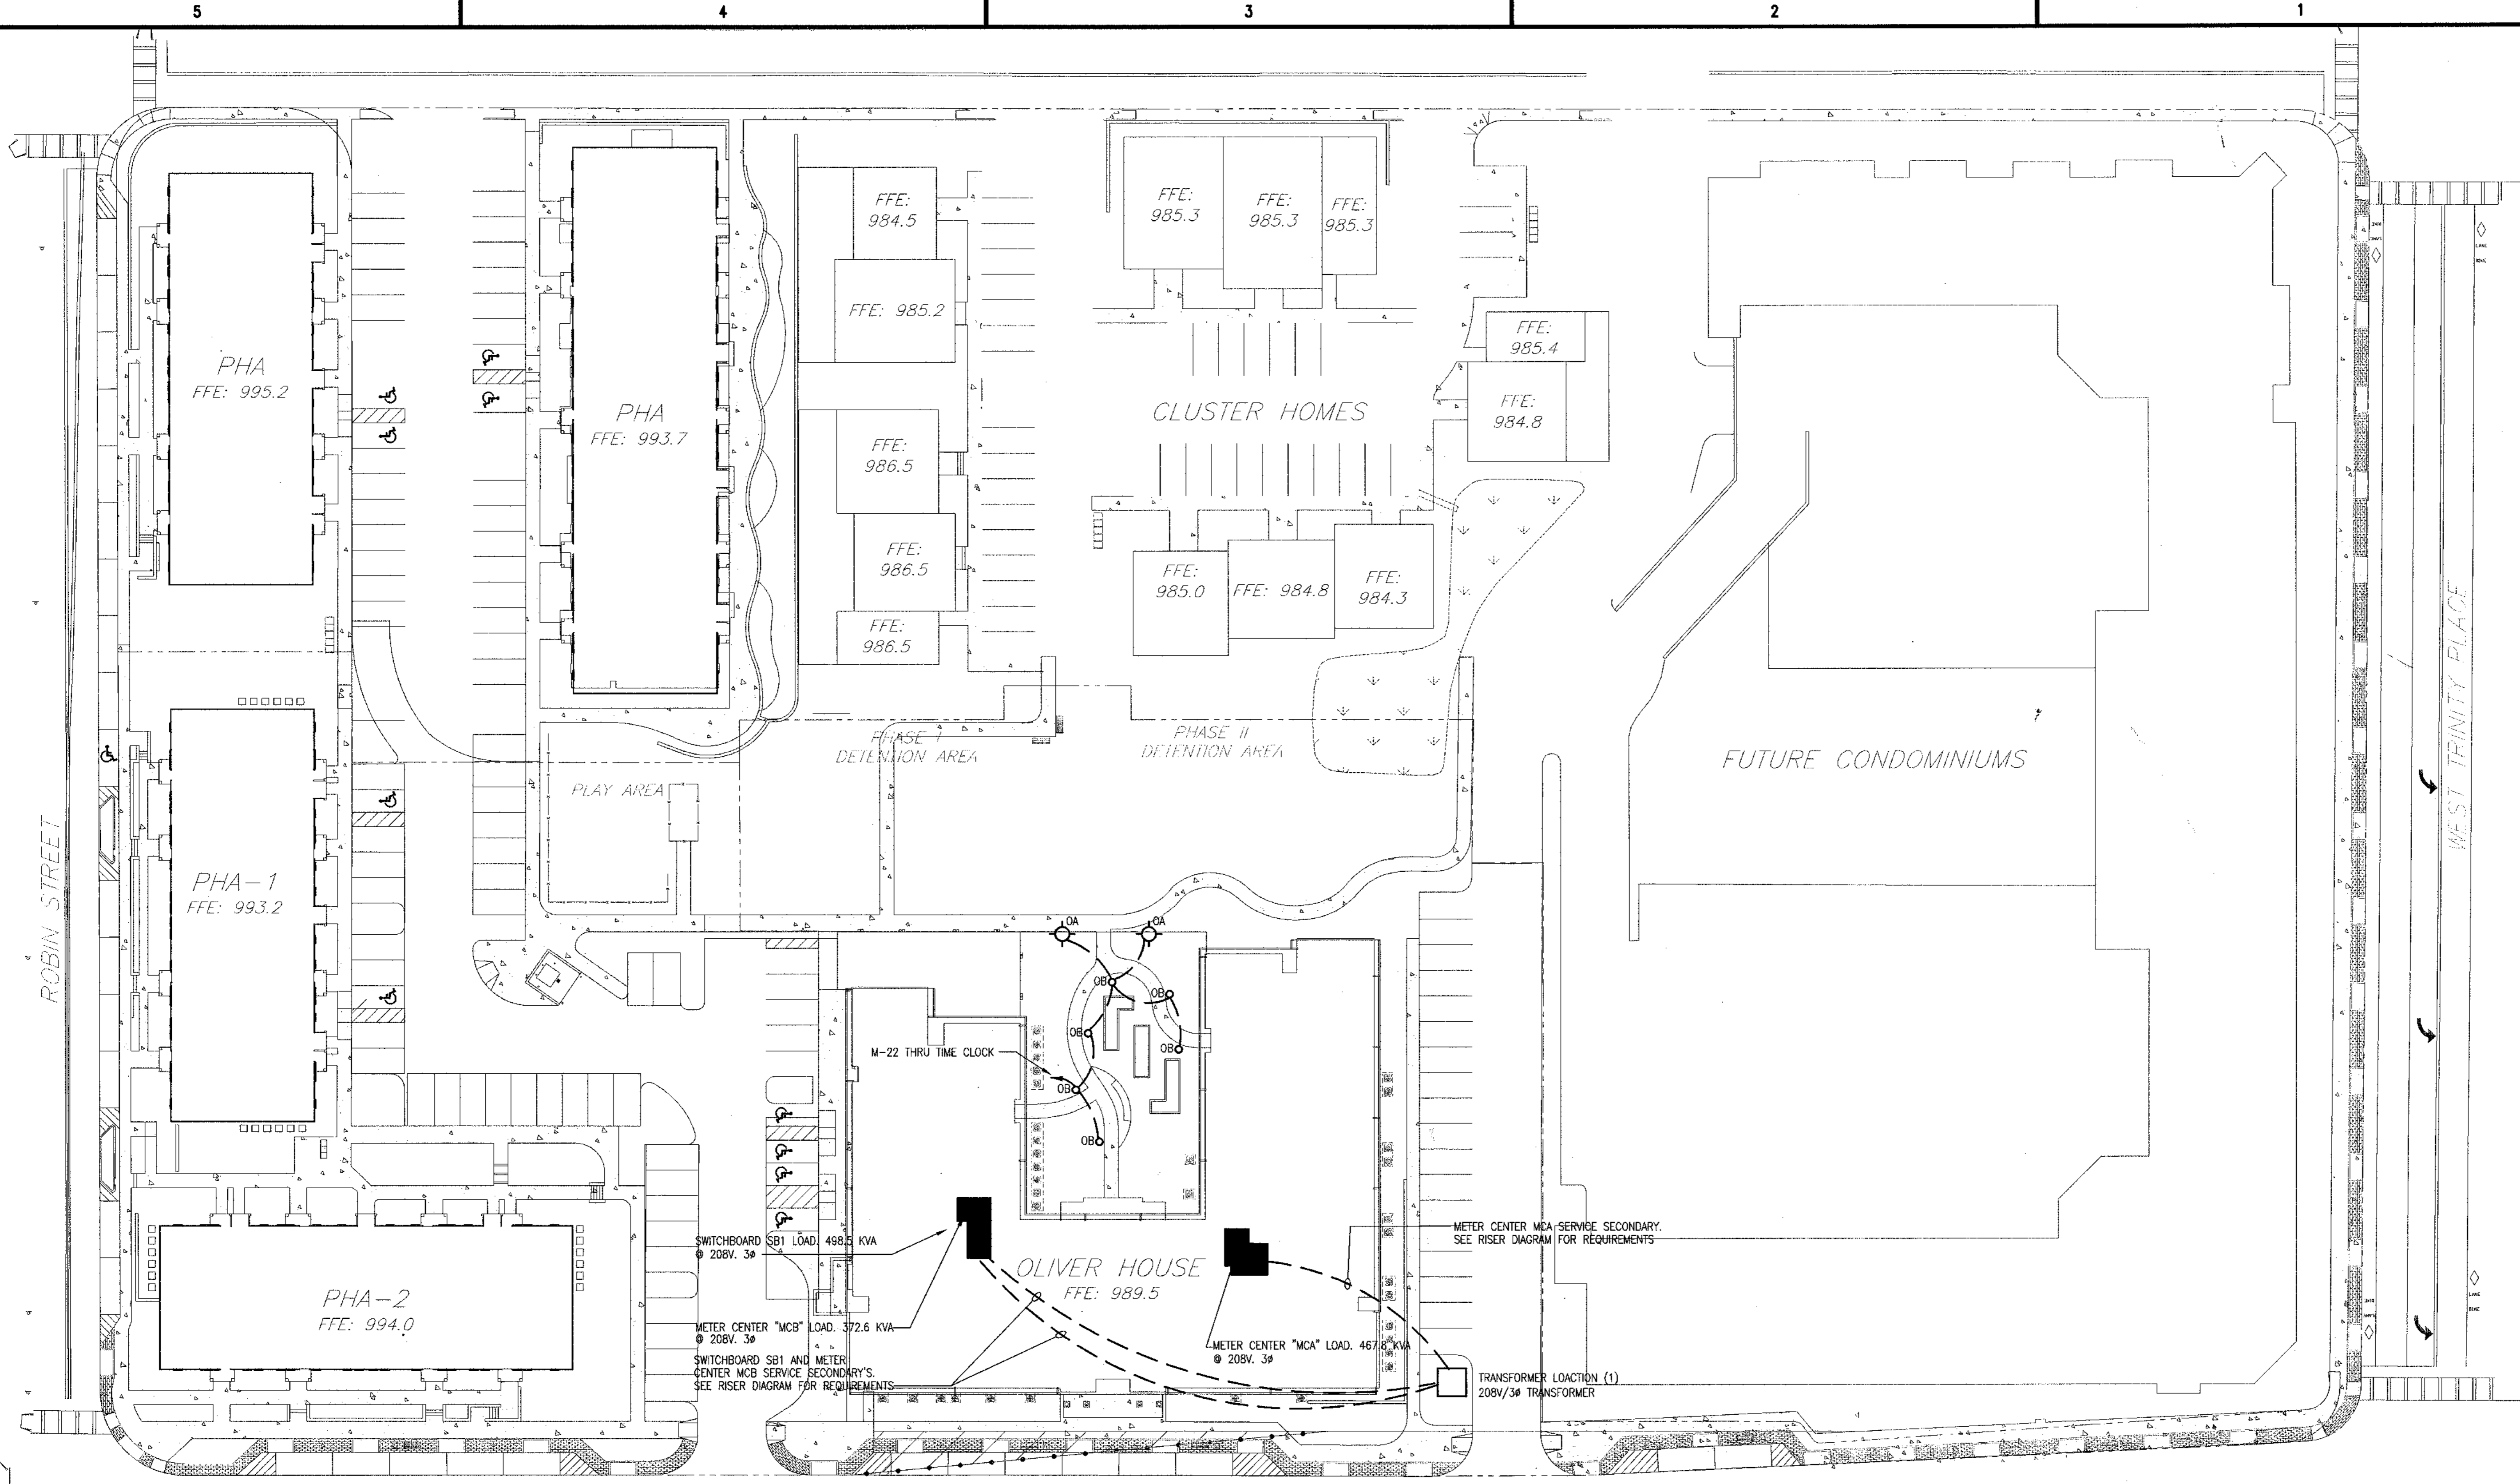 5
4
3
2
1
PHA
FFE: 995.2
PHA
FFE: 993.7
FFE:
984.5
FFE: 985.2
FFE:
986.5
FFE:
986.5
FFE:
986.5
FFE:
985.3
FFE:
985.3
FFE:
985.3
FFE:
985.4
FFE:
984.8
CLUSTER HOMES
FFE:
985.0
FFE: 984.8
FFE:
984.3
PHASE I
DETENTION AREA
PHASE II
DETENTION AREA
PLAY AREA
FUTURE CONDOMINIUMS
WEST TRINITY PLACE
LANE
BIKE
LANE
BIKE
ROBIN STREET
PHA-1
FFE: 993.2
PHA-2
FFE: 994.0
OA
OA
OB
OB
OB
OB
OB
OB
M-22 THRU TIME CLOCK
SWITCHBOARD SB1 LOAD. 498.5 KVA
@ 208V. 3ø
METER CENTER "MCB" LOAD. 372.6 KVA
@ 208V. 3ø
SWITCHBOARD SB1 AND METER
CENTER MCB SERVICE SECONDARY'S.
SEE RISER DIAGRAM FOR REQUIREMENTS
OLIVER HOUSE
FFE: 989.5
METER CENTER "MCA" LOAD. 467.8 KVA
@ 208V. 3ø
METER CENTER MCA SERVICE SECONDARY.
SEE RISER DIAGRAM FOR REQUIREMENTS
TRANSFORMER LOACTION (1)
208V/3ø TRANSFORMER
LANE
BIKE